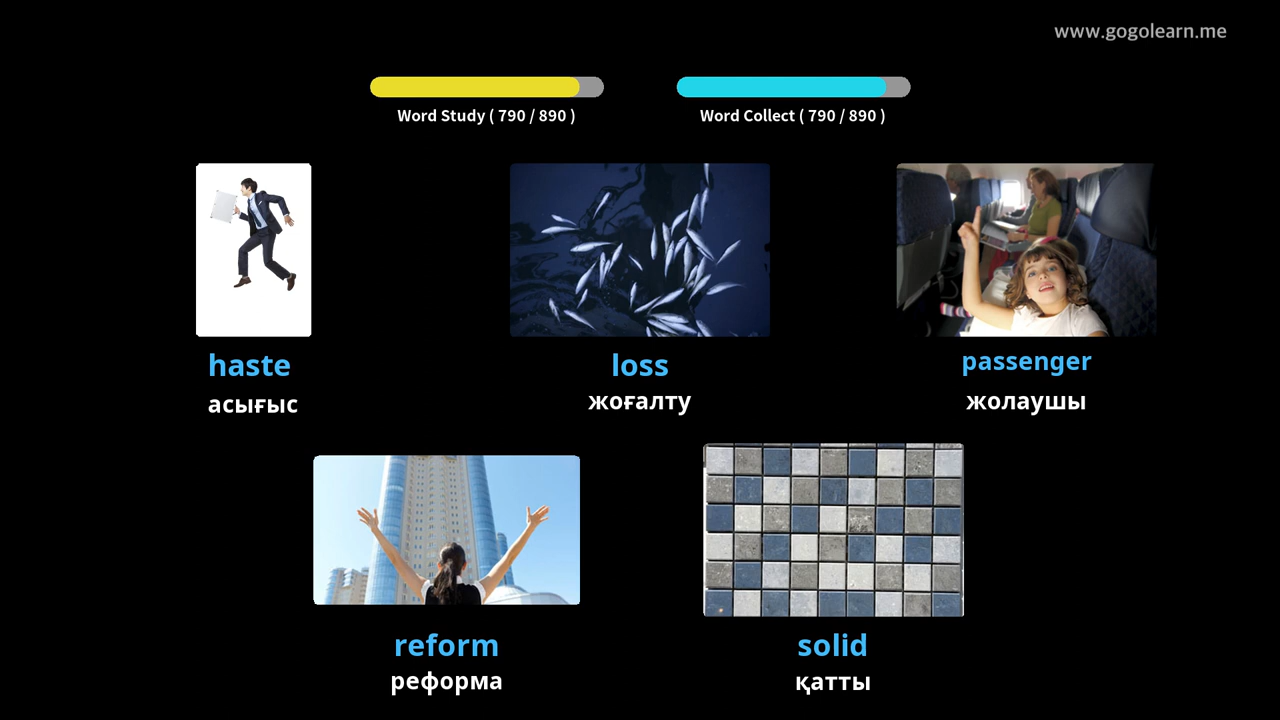 www.gogolearn.me
Word Study ( 790 / 890 )
Word Collect ( 790 / 890 )
haste
асығыс
loss
жоғалту
passenger
жолаушы
reform
реформа
solid
қатты